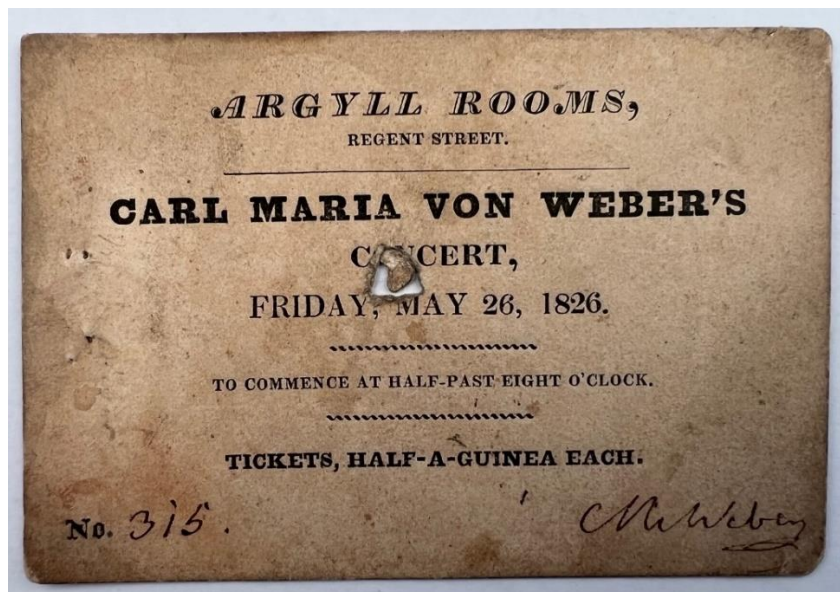 ARGYLL ROOMS,
REGENT STREET.
CARL MARIA VON WEBER'S
CONCERT,
FRIDAY, MAY 26, 1826.
TO COMMENCE AT HALF-PAST EIGHT O'CLOCK.
TICKETS, HALF-A-GUINEA EACH.
No. 315. CMvWeber